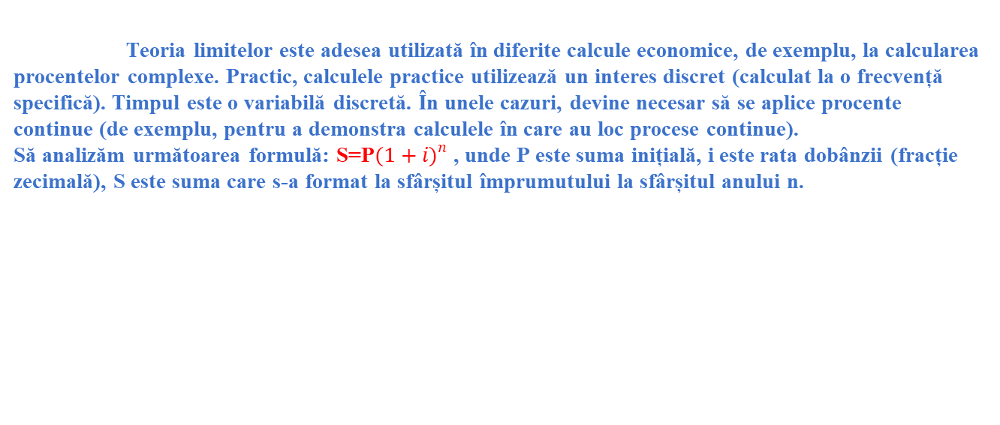 Teoria limitelor este adesea utilizată în diferite calcule economice, de exemplu, la calcularea
procentelor complexe. Practic, calculele practice utilizează un interes discret (calculat la o frecvență
specifică). Timpul este o variabilă discretă. În unele cazuri, devine necesar să se aplice procente
continue (de exemplu, pentru a demonstra calculele în care au loc procese continue).
Să analizăm următoarea formulă: S=P(1 + i)ⁿ , unde P este suma inițială, i este rata dobânzii (fracție
zecimală), S este suma care s-a format la sfârșitul împrumutului la sfârșitul anului n.